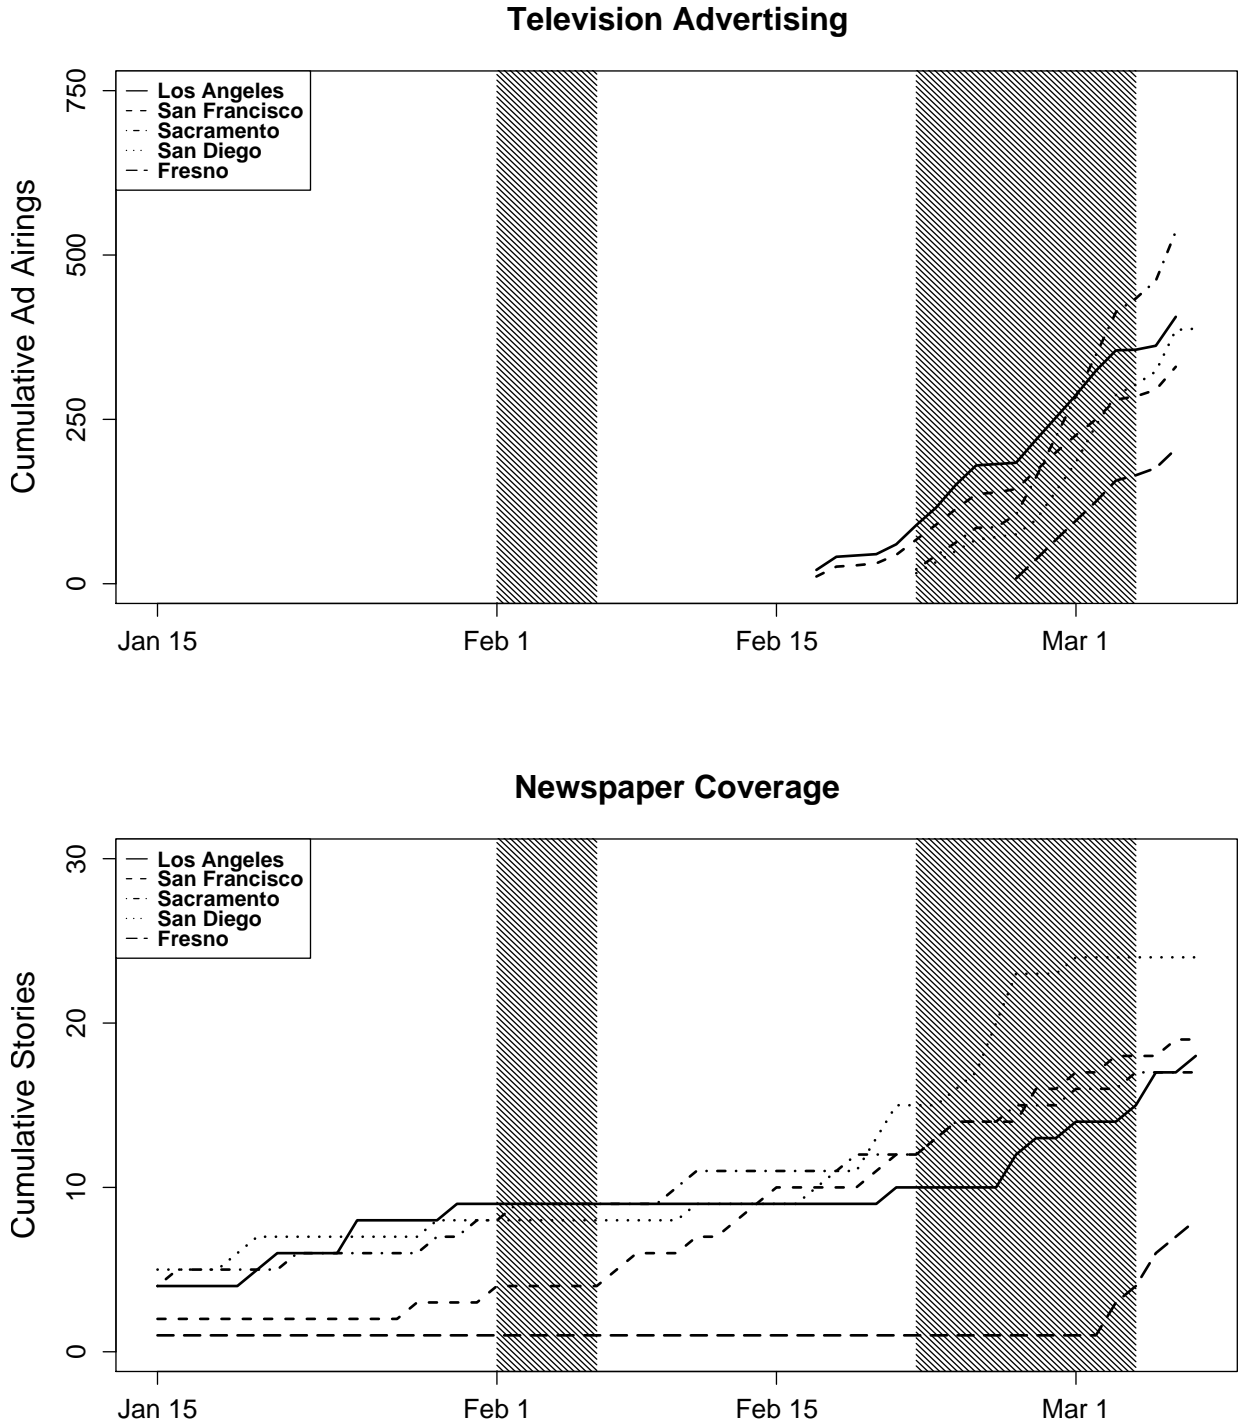 Television Advertising
Cumulative Ad Airings
750
500
250
0
Los Angeles
San Francisco
Sacramento
San Diego
Fresno
Jan 15 Feb 1 Feb 15 Mar 1
Newspaper Coverage
Cumulative Stories
30
20
10
0
Los Angeles
San Francisco
Sacramento
San Diego
Fresno
Jan 15 Feb 1 Feb 15 Mar 1